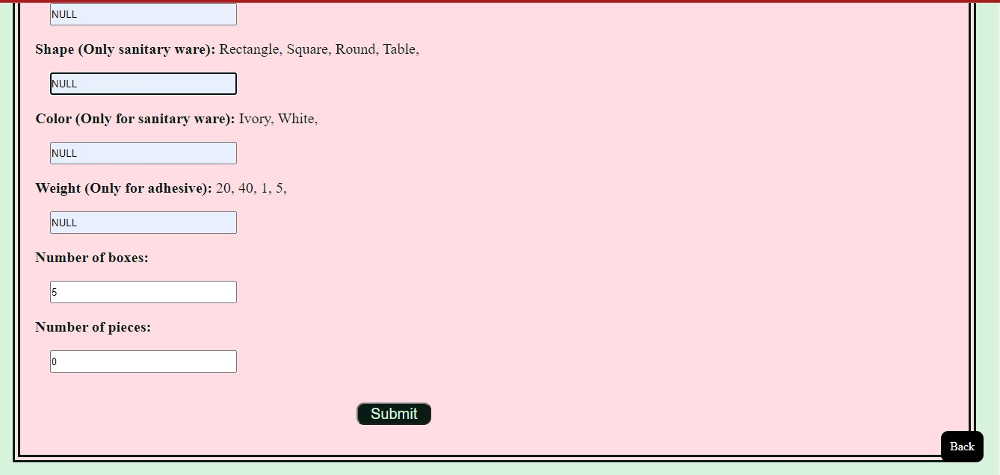 NULL
Shape (Only sanitary ware): Rectangle, Square, Round, Table,
NULL
Color (Only for sanitary ware): Ivory, White,
NULL
Weight (Only for adhesive): 20, 40, 1, 5,
NULL
Number of boxes:
5
Number of pieces:
0
Submit
Back